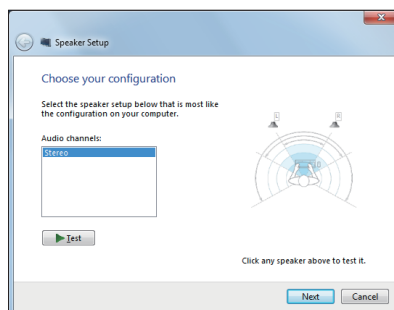 Speaker Setup
Choose your configuration
Select the speaker setup below that is most like
the configuration on your computer.
Audio channels:
Stereo
L
R
Test
Click any speaker above to test it.
Next
Cancel